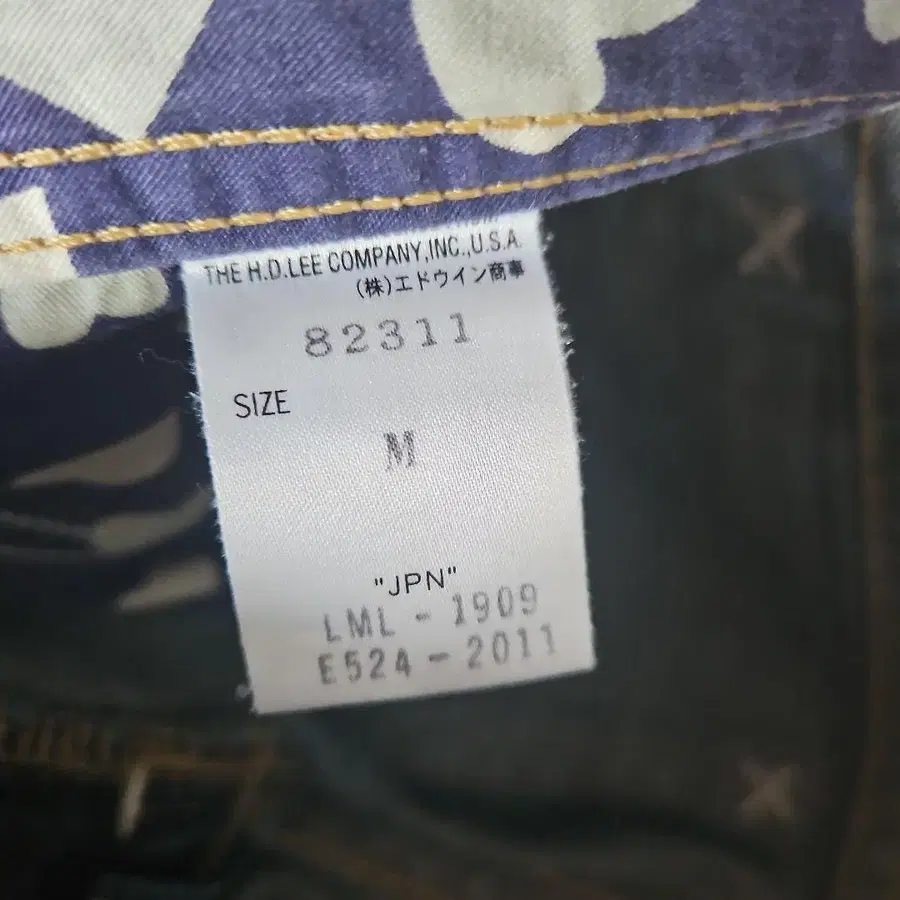 THE H.D.LEE COMPANY,INC.,U.S.A.
(株)エドウイン商事
82311
SIZE
M
"JPN"
LML - 1909
E524 - 2011